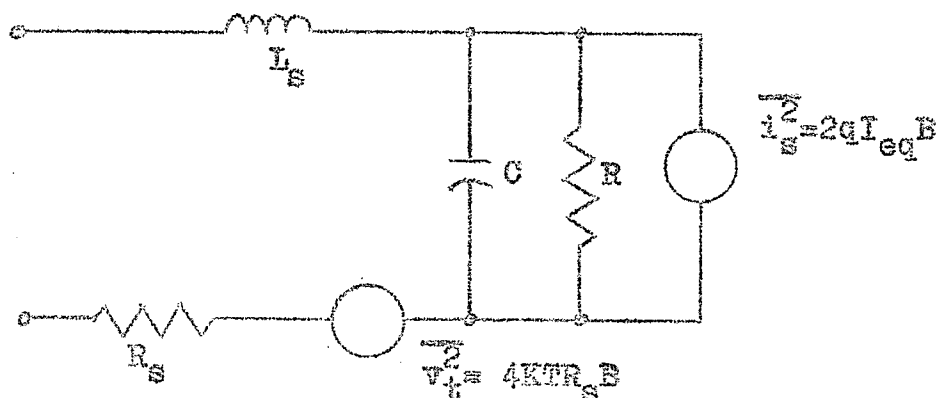 L_s
i_s^2=2qI_eqB
C
R
R_s
v_t^2= 4KTR_sB